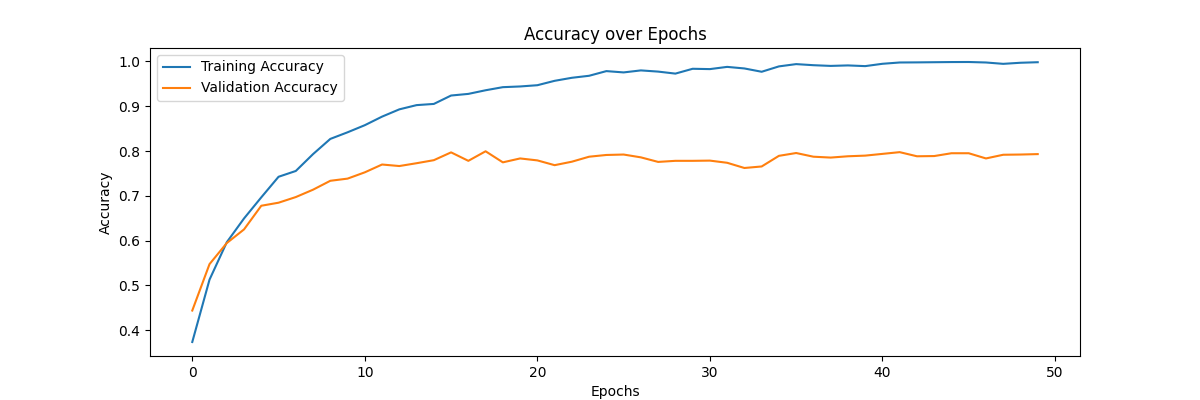 Accuracy over Epochs
Training Accuracy
Validation Accuracy
Accuracy
1.0
0.9
0.8
0.7
0.6
0.5
0.4
0 10 20 30 40 50
Epochs